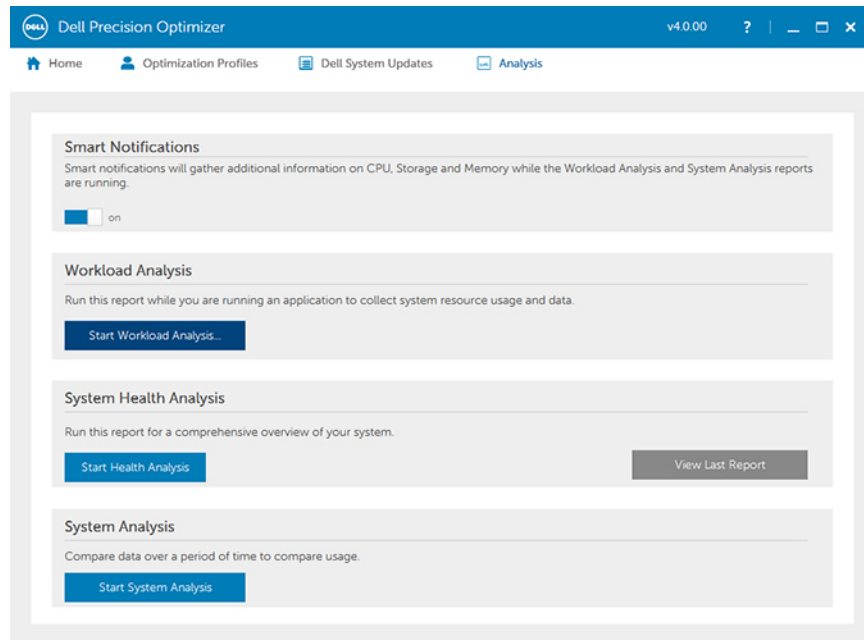 DELL Dell Precision Optimizer v4.0.00 ?
Home Optimization Profiles Dell System Updates Analysis
Smart Notifications
Smart notifications will gather additional information on CPU, Storage and Memory while the Workload Analysis and System Analysis reports
are running.
on
Workload Analysis
Run this report while you are running an application to collect system resource usage and data.
Start Workload Analysis...
System Health Analysis
Run this report for a comprehensive overview of your system.
Start Health Analysis View Last Report
System Analysis
Compare data over a period of time to compare usage.
Start System Analysis